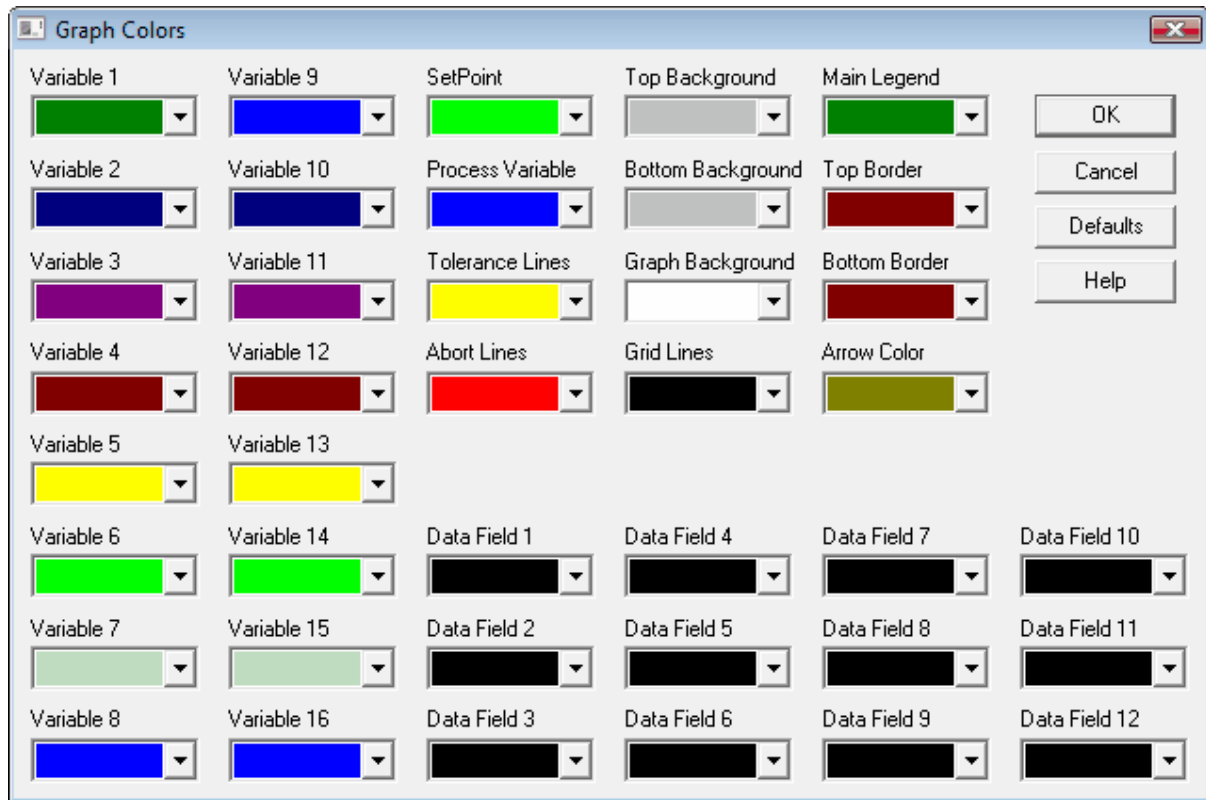 Graph Colors
Variable 1 Variable 9 SetPoint Top Background Main Legend
OK
Variable 2 Variable 10 Process Variable Bottom Background Top Border
Cancel
Defaults
Variable 3 Variable 11 Tolerance Lines Graph Background Bottom Border
Help
Variable 4 Variable 12 Abort Lines Grid Lines Arrow Color
Variable 5 Variable 13
Variable 6 Variable 14 Data Field 1 Data Field 4 Data Field 7 Data Field 10
Variable 7 Variable 15 Data Field 2 Data Field 5 Data Field 8 Data Field 11
Variable 8 Variable 16 Data Field 3 Data Field 6 Data Field 9 Data Field 12